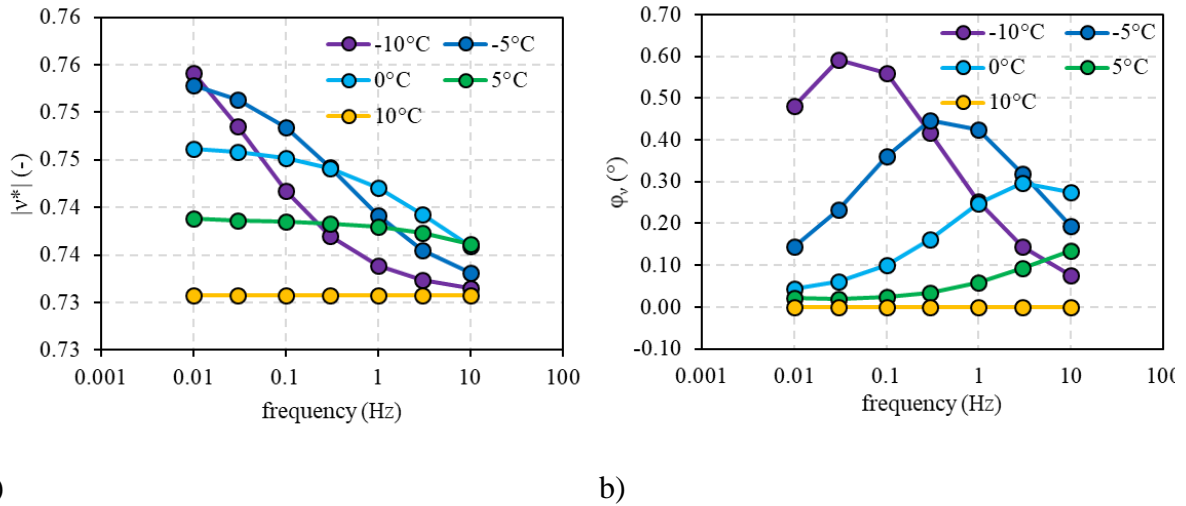 0.76
0.76
0.75
0.75
0.74
0.74
0.73
0.73
|ν*| (-)
-10°C
-5°C
0°C
5°C
10°C
0.001 0.01 0.1 1 10 100
frequency (Hz)
0.70
0.60
0.50
0.40
0.30
0.20
0.10
0.00
-0.10
φν (°)
-10°C
-5°C
0°C
5°C
10°C
0.001 0.01 0.1 1 10 100
frequency (Hz)
) b)